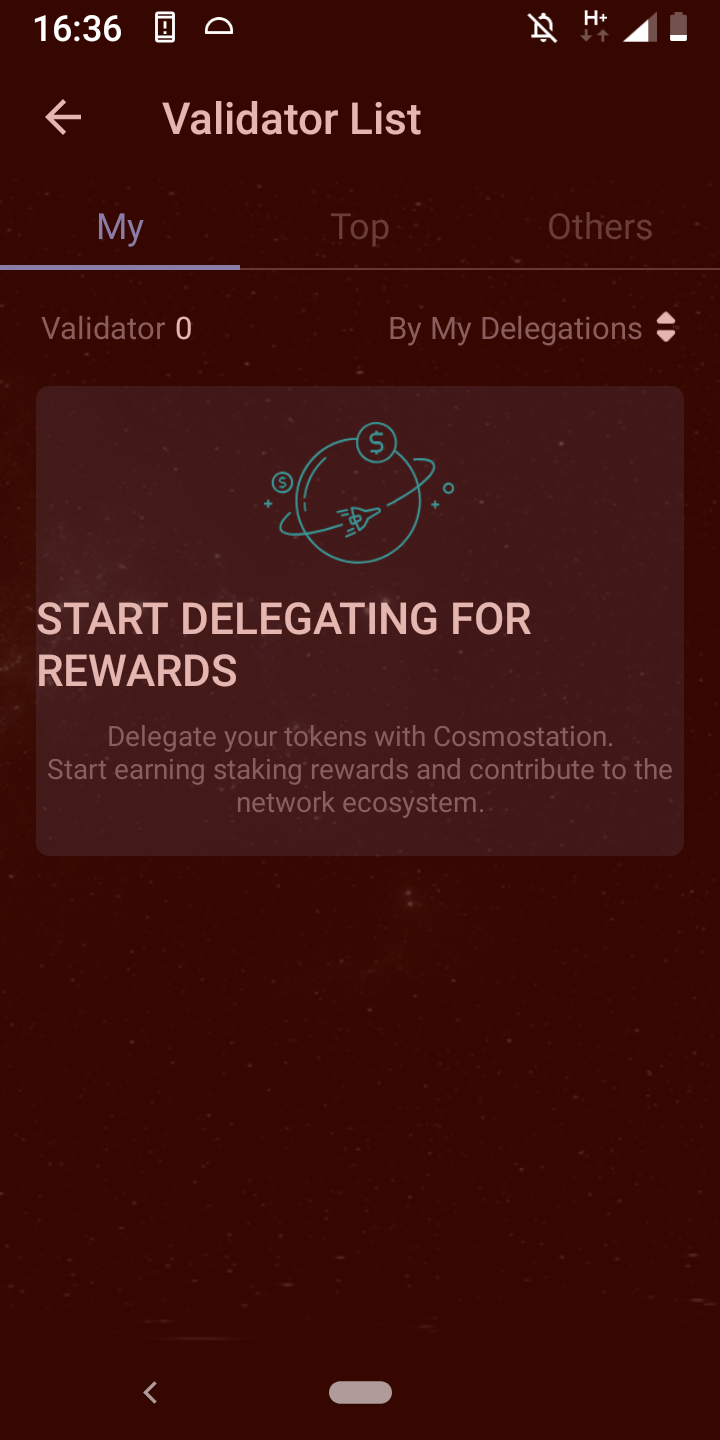 16:36
H+
Validator List
My Top Others
Validator 0 By My Delegations
START DELEGATING FOR
REWARDS
Delegate your tokens with Cosmostation.
Start earning staking rewards and contribute to the
network ecosystem.